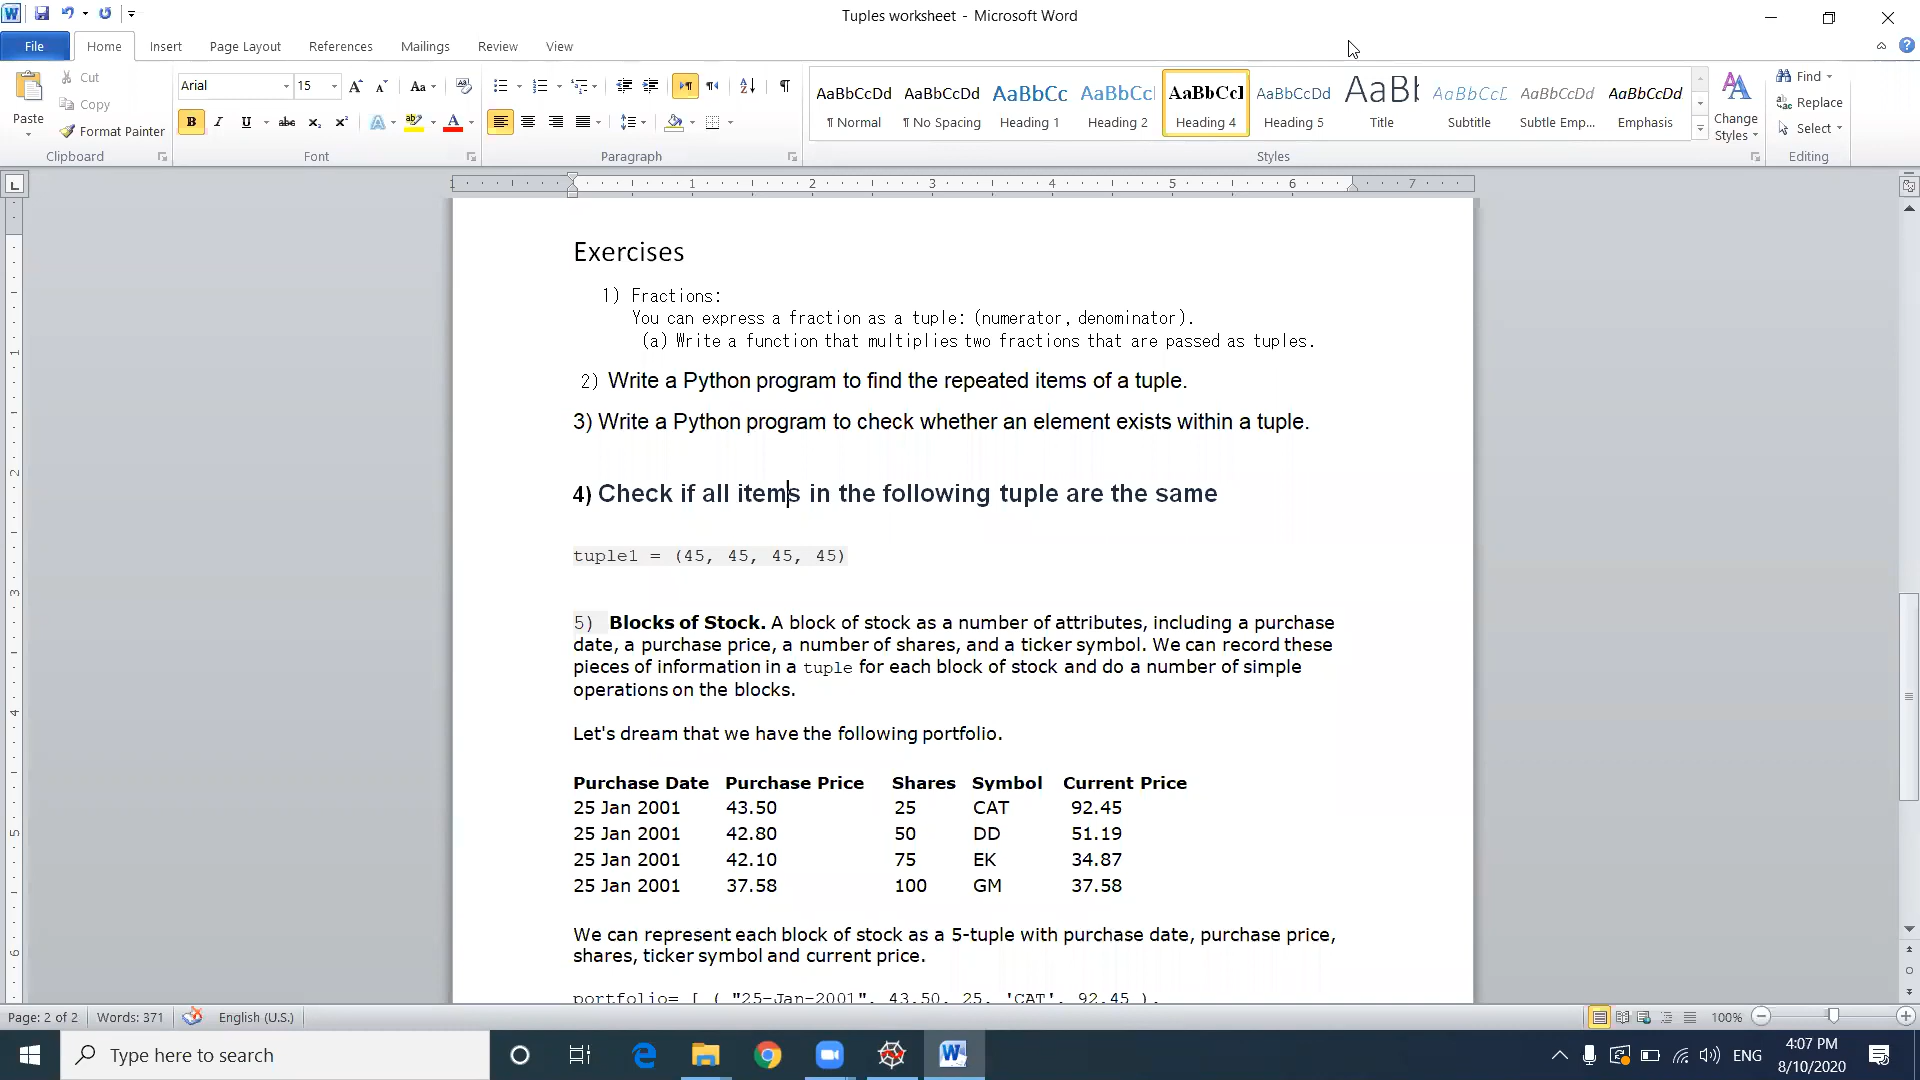 Tuples worksheet - Microsoft Word
File Home Insert Page Layout References Mailings Review View
Paste
Cut
Copy
Format Painter
Clipboard
Arial 15
Font
Paragraph
AaBbCcDd AaBbCcDd AaBbCc AaBbCc AaBbCcI AaBbCcDd AaBl AaBbCcD AaBbCcDd AaBbCcDd
¶ Normal ¶ No Spacing Heading 1 Heading 2 Heading 4 Heading 5 Title Subtitle Subtle Emp... Emphasis
Change Styles
Styles
Find
Replace
Select
Editing
1 1 2 3 4 5 6 7
Exercises
1) Fractions:
You can express a fraction as a tuple: (numerator, denominator).
(a) Write a function that multiplies two fractions that are passed as tuples.
2) Write a Python program to find the repeated items of a tuple.
3) Write a Python program to check whether an element exists within a tuple.
4) Check if all items in the following tuple are the same
tuple1 = (45, 45, 45, 45)
5) Blocks of Stock. A block of stock as a number of attributes, including a purchase
date, a purchase price, a number of shares, and a ticker symbol. We can record these
pieces of information in a tuple for each block of stock and do a number of simple
operations on the blocks.
Let's dream that we have the following portfolio.
Purchase Date Purchase Price Shares Symbol Current Price
25 Jan 2001 43.50 25 CAT 92.45
25 Jan 2001 42.80 50 DD 51.19
25 Jan 2001 42.10 75 EK 34.87
25 Jan 2001 37.58 100 GM 37.58
We can represent each block of stock as a 5-tuple with purchase date, purchase price,
shares, ticker symbol and current price.
portfolio= [ ( "25-Jan-2001", 43.50, 25, 'CAT', 92.45 ),
Page: 2 of 2 Words: 371 English (U.S.) 100%
Type here to search
ENG
4:07 PM
8/10/2020